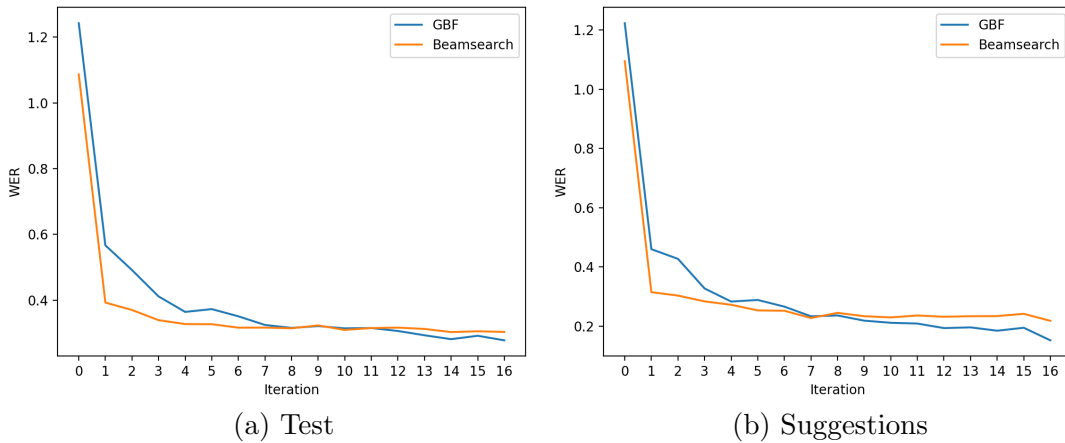 GBF
Beamsearch
1.2
1.0
0.8
0.6
0.4
WER
0 1 2 3 4 5 6 7 8 9 10 11 12 13 14 15 16
Iteration
(a) Test
GBF
Beamsearch
1.2
1.0
0.8
0.6
0.4
0.2
WER
0 1 2 3 4 5 6 7 8 9 10 11 12 13 14 15 16
Iteration
(b) Suggestions